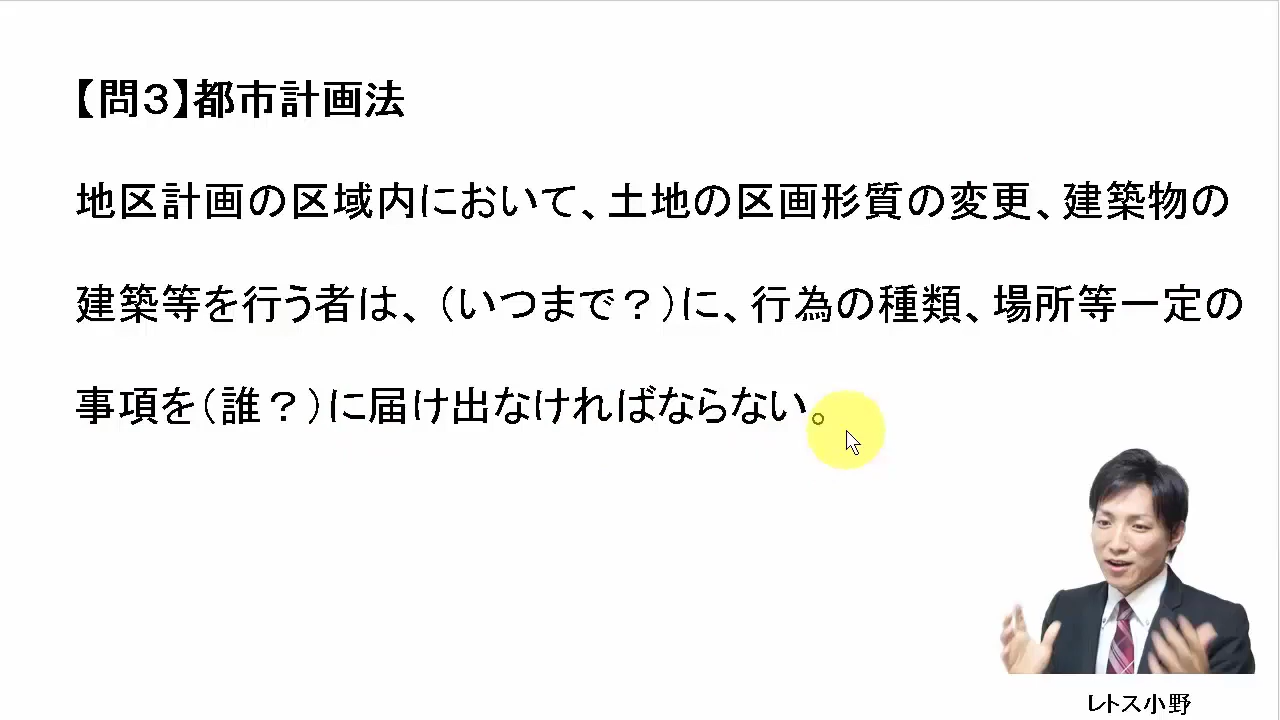 【問３】都市計画法
地区計画の区域内において、土地の区画形質の変更、建築物の
建築等を行う者は、（いつまで？）に、行為の種類、場所等一定の
事項を（誰？）に届け出なければならない。
レトス小野